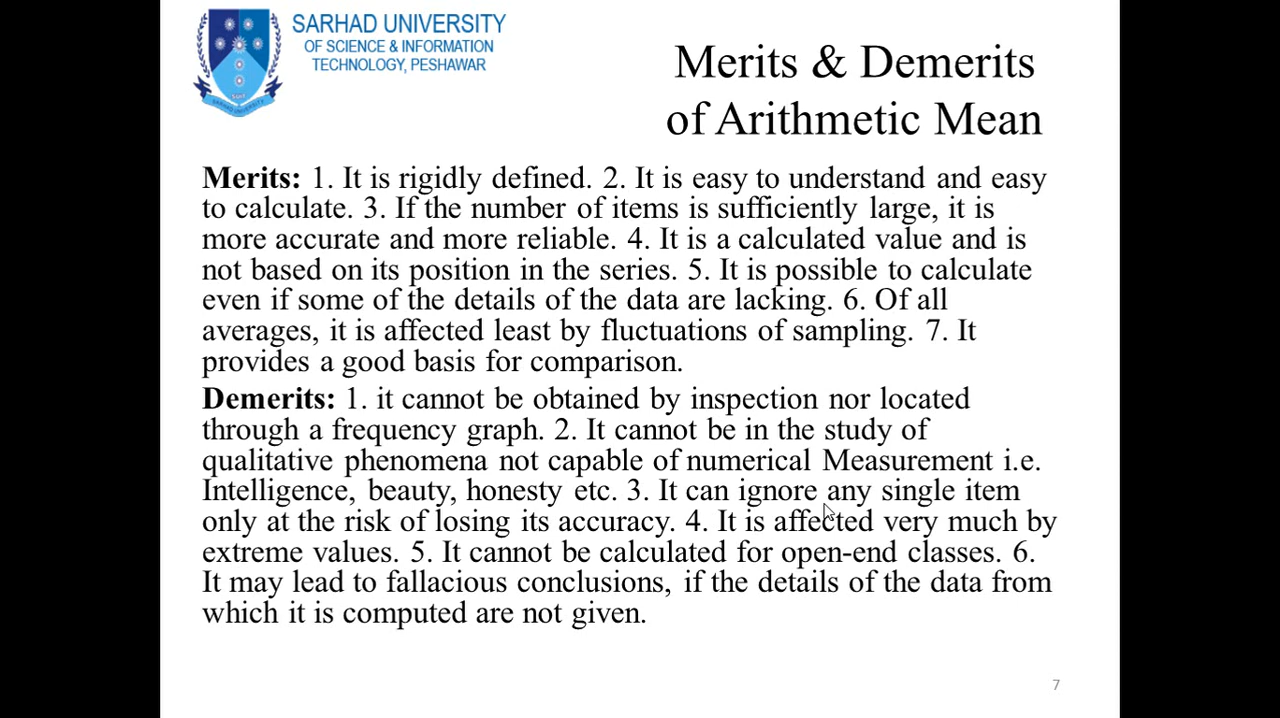 SARHAD UNIVERSITY
OF SCIENCE & INFORMATION
TECHNOLOGY, PESHAWAR
Merits & Demerits
of Arithmetic Mean
Merits: 1. It is rigidly defined. 2. It is easy to understand and easy
to calculate. 3. If the number of items is sufficiently large, it is
more accurate and more reliable. 4. It is a calculated value and is
not based on its position in the series. 5. It is possible to calculate
even if some of the details of the data are lacking. 6. Of all
averages, it is affected least by fluctuations of sampling. 7. It
provides a good basis for comparison.
Demerits: 1. it cannot be obtained by inspection nor located
through a frequency graph. 2. It cannot be in the study of
qualitative phenomena not capable of numerical Measurement i.e.
Intelligence, beauty, honesty etc. 3. It can ignore any single item
only at the risk of losing its accuracy. 4. It is affected very much by
extreme values. 5. It cannot be calculated for open-end classes. 6.
It may lead to fallacious conclusions, if the details of the data from
which it is computed are not given.
7